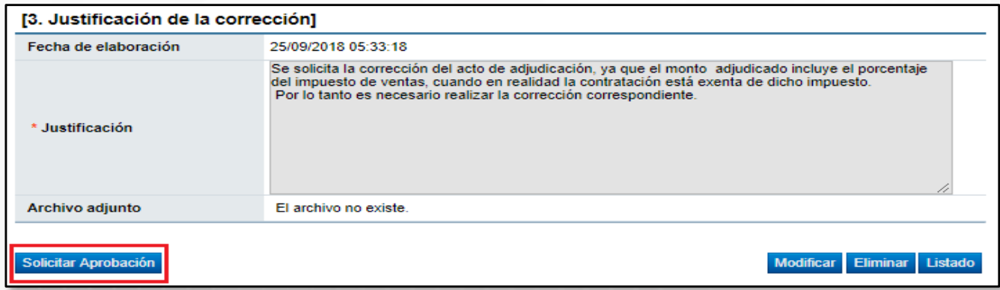 [3. Justificación de la corrección]
Fecha de elaboración 25/09/2018 05:33:18
Se solicita la corrección del acto de adjudicación, ya que el monto  adjudicado incluye el porcentaje
del impuesto de ventas, cuando en realidad la contratación está exenta de dicho impuesto.
Por lo tanto es necesario realizar la corrección correspondiente.
* Justificación
Archivo adjunto El archivo no existe.
Solicitar Aprobación Modificar Eliminar Listado